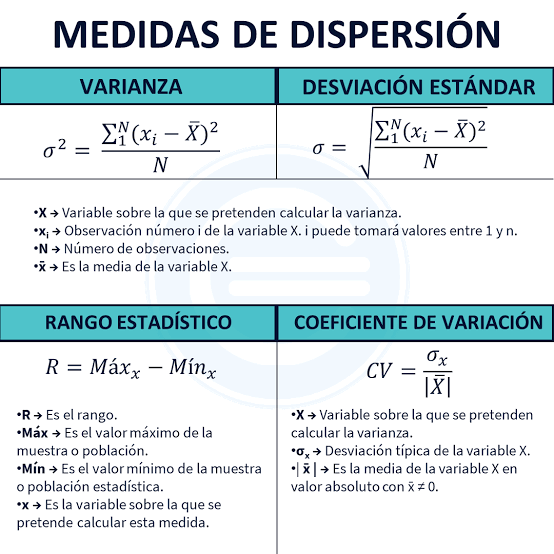 MEDIDAS DE DISPERSIÓN
VARIANZA
DESVIACIÓN ESTÁNDAR
σ² = ∑₁ᴺ(xᵢ − X̄)² / N
σ = √(∑₁ᴺ(xᵢ − X̄)² / N)
•X → Variable sobre la que se pretenden calcular la varianza.
•xᵢ → Observación número i de la variable X. i puede tomará valores entre 1 y n.
•N → Número de observaciones.
•x̄ → Es la media de la variable X.
RANGO ESTADÍSTICO
R = Máxₓ − Mínₓ
•R → Es el rango.
•Máx → Es el valor máximo de la
muestra o población.
•Mín → Es el valor mínimo de la muestra
o población estadística.
•x → Es la variable sobre la que se
pretende calcular esta medida.
COEFICIENTE DE VARIACIÓN
CV = σₓ / |X̄|
•X → Variable sobre la que se pretenden
calcular la varianza.
•σₓ → Desviación típica de la variable X.
•| x̄ | → Es la media de la variable X en
valor absoluto con x̄ ≠ 0.